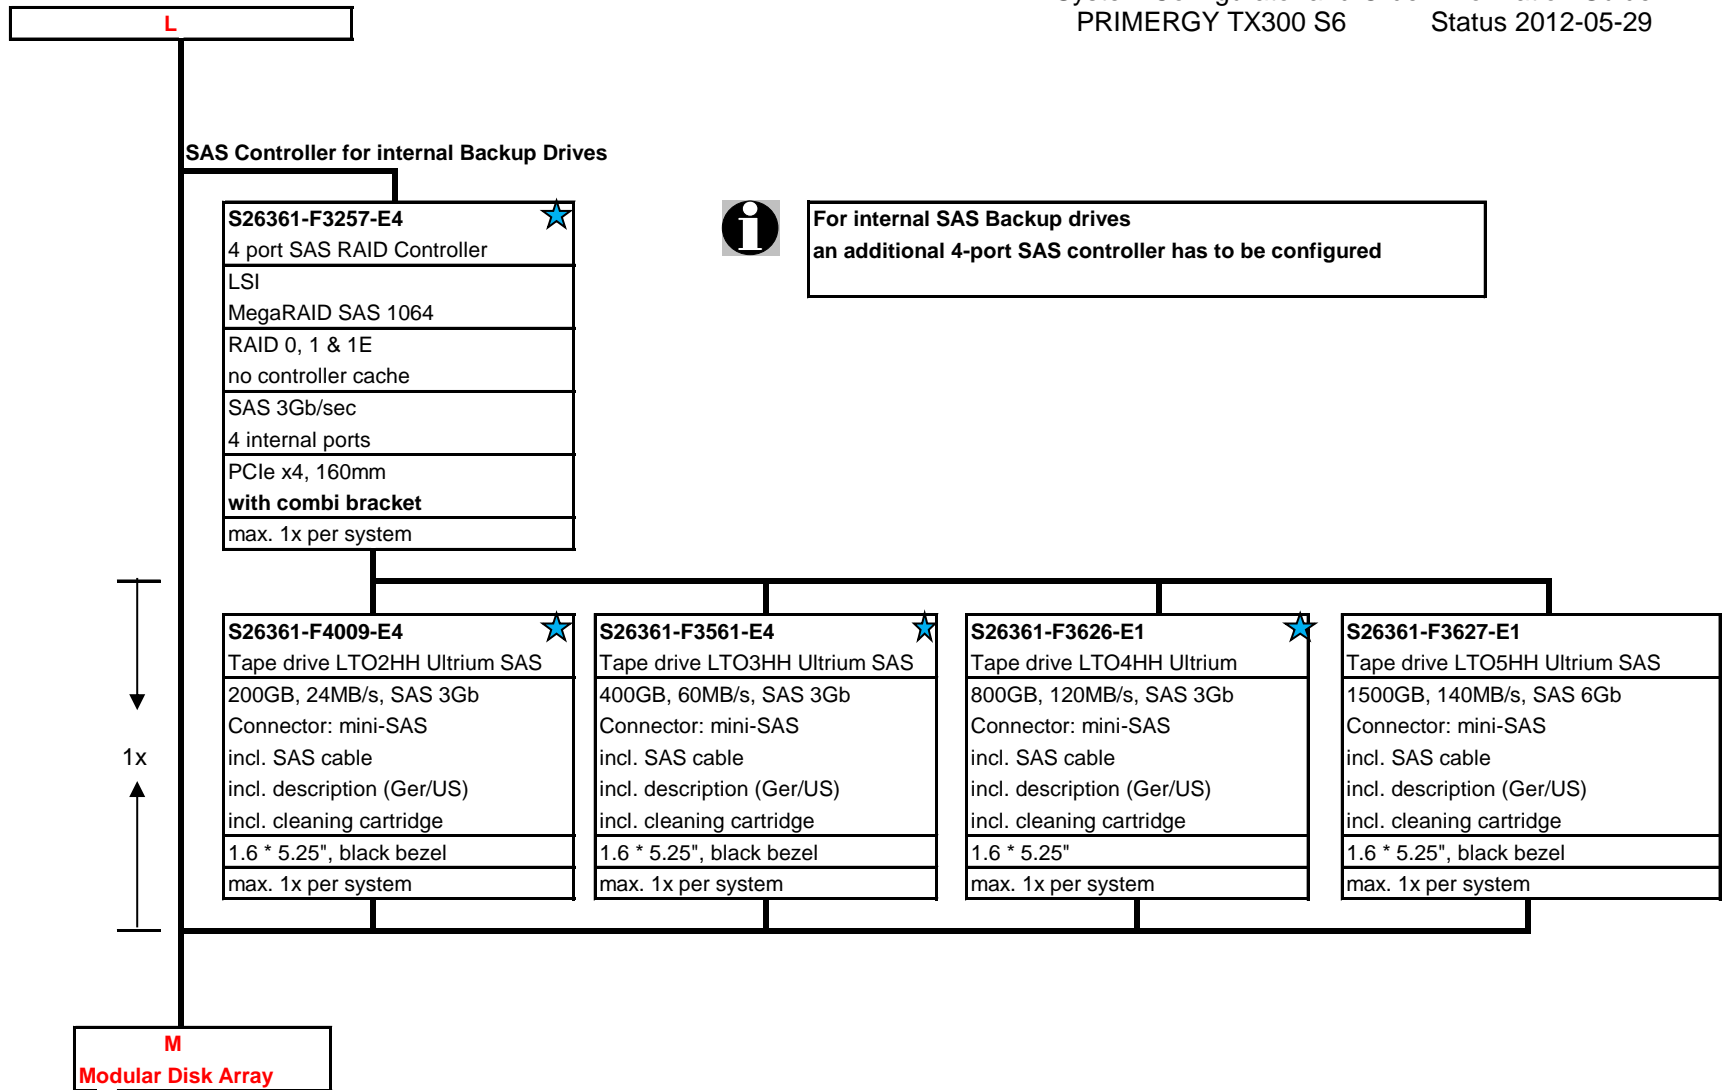 L
PRIMERGY TX300 S6 Status 2012-05-29
SAS Controller for internal Backup Drives
S26361-F3257-E4
4 port SAS RAID Controller
LSI
MegaRAID SAS 1064
RAID 0, 1 & 1E
no controller cache
SAS 3Gb/sec
4 internal ports
PCIe x4, 160mm
with combi bracket
max. 1x per system
For internal SAS Backup drives
an additional 4-port SAS controller has to be configured
1x
S26361-F4009-E4
Tape drive LTO2HH Ultrium SAS
200GB, 24MB/s, SAS 3Gb
Connector: mini-SAS
incl. SAS cable
incl. description (Ger/US)
incl. cleaning cartridge
1.6 * 5.25", black bezel
max. 1x per system
S26361-F3561-E4
Tape drive LTO3HH Ultrium SAS
400GB, 60MB/s, SAS 3Gb
Connector: mini-SAS
incl. SAS cable
incl. description (Ger/US)
incl. cleaning cartridge
1.6 * 5.25", black bezel
max. 1x per system
S26361-F3626-E1
Tape drive LTO4HH Ultrium
800GB, 120MB/s, SAS 3Gb
Connector: mini-SAS
incl. SAS cable
incl. description (Ger/US)
incl. cleaning cartridge
1.6 * 5.25"
max. 1x per system
S26361-F3627-E1
Tape drive LTO5HH Ultrium SAS
1500GB, 140MB/s, SAS 6Gb
Connector: mini-SAS
incl. SAS cable
incl. description (Ger/US)
incl. cleaning cartridge
1.6 * 5.25", black bezel
max. 1x per system
M
Modular Disk Array